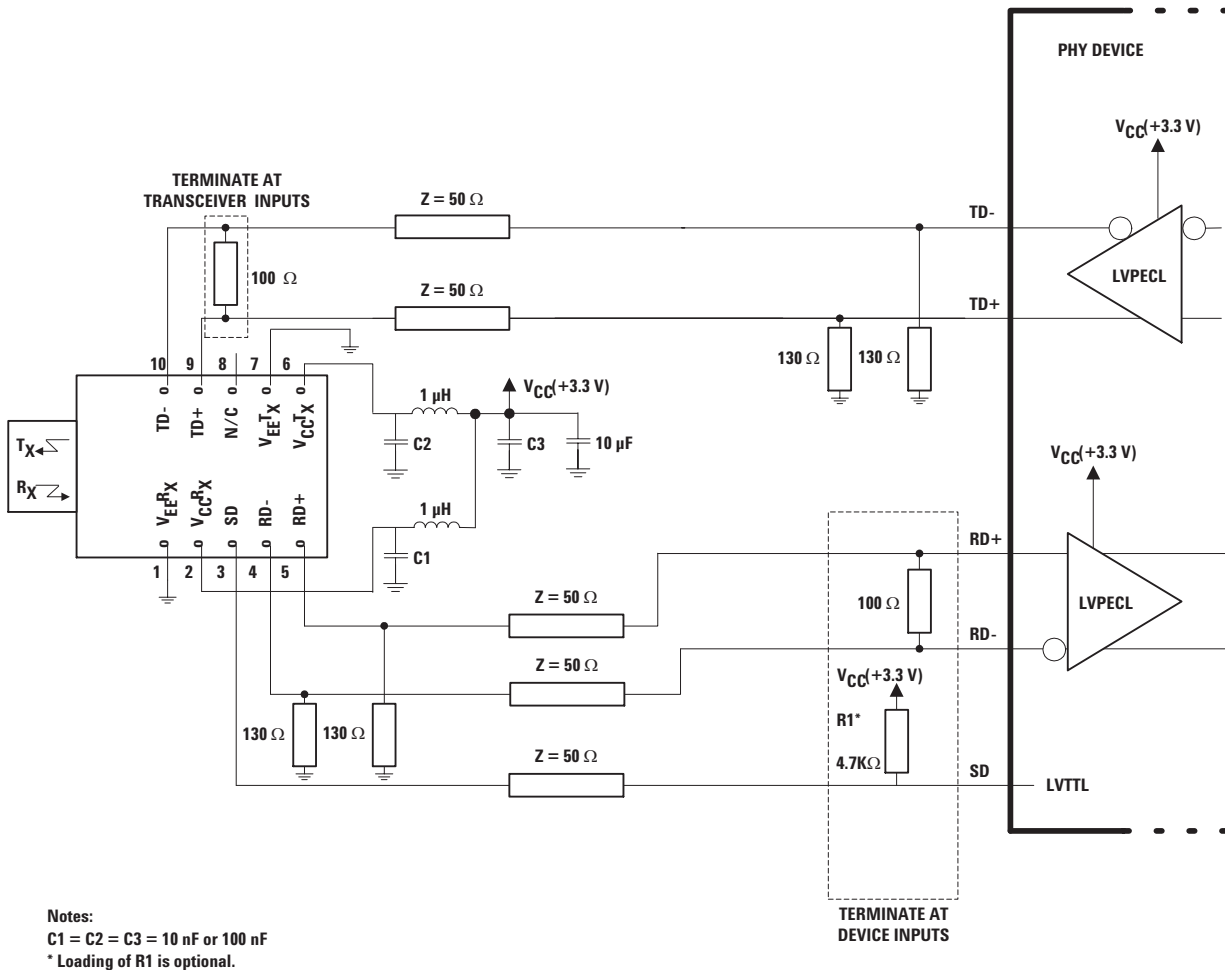 PHY DEVICE
VCC(+3.3 V)
TERMINATE AT
TRANSCEIVER INPUTS
Z = 50 Ω
TD-
100 Ω
LVPECL
Z = 50 Ω
TD+
130 Ω
130 Ω
10
9
8
7
6
TD-
TD+
N/C
VEETX
VCCTX
1 µH
VCC(+3.3 V)
C2
C3
10 µF
TX
RX
VEERX
VCCRX
SD
RD-
RD+
1 µH
C1
1
2
3
4
5
VCC(+3.3 V)
RD+
Z = 50 Ω
100 Ω
LVPECL
RD-
Z = 50 Ω
VCC(+3.3 V)
130 Ω
130 Ω
R1*
4.7KΩ
Z = 50 Ω
SD
LVTTL
TERMINATE AT
DEVICE INPUTS
Notes:
C1 = C2 = C3 = 10 nF or 100 nF
* Loading of R1 is optional.